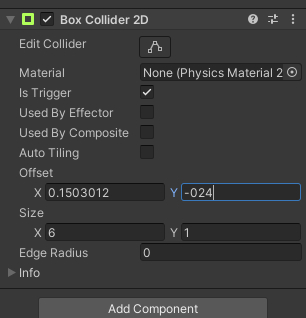 Box Collider 2D
Edit Collider
Material None (Physics Material 2
Is Trigger
Used By Effector
Used By Composite
Auto Tiling
Offset
X 0.1503012 Y -024
Size
X 6 Y 1
Edge Radius 0
Info
Add Component